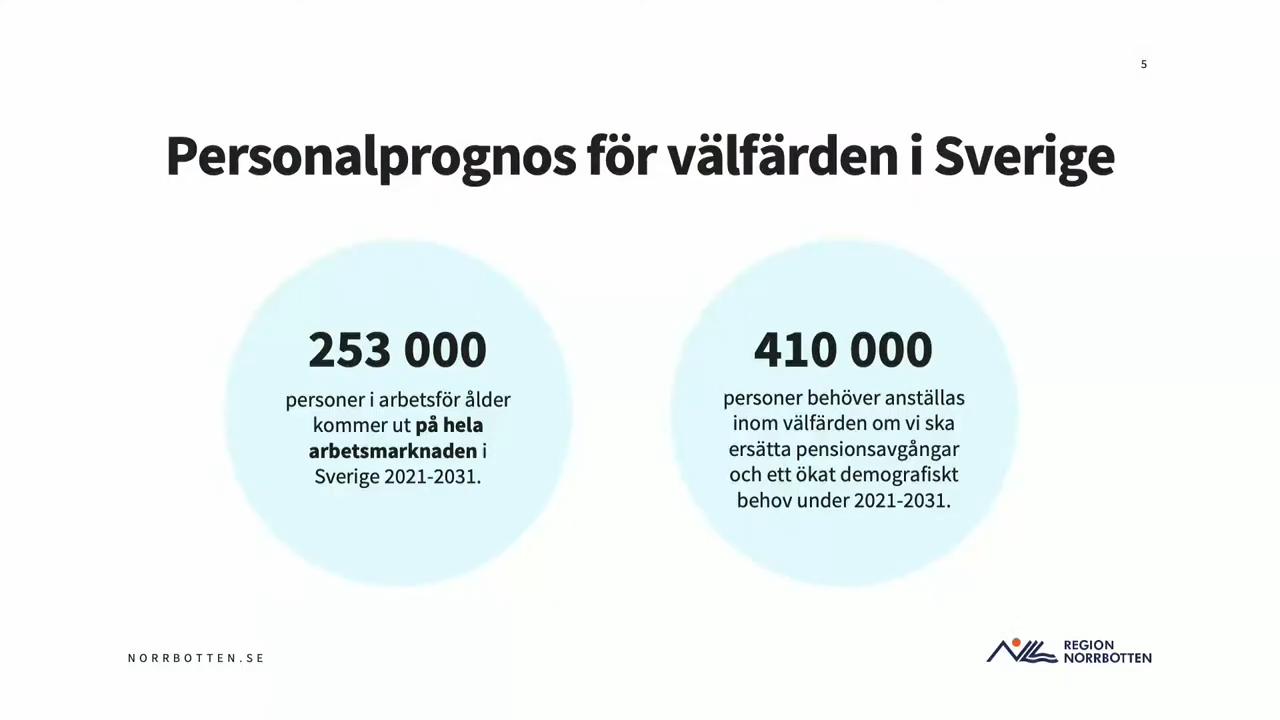 5
Personalprognos för välfärden i Sverige
253 000
personer i arbetsför ålder
kommer ut på hela
arbetsmarknaden i
Sverige 2021-2031.
410 000
personer behöver anställas
inom välfärden om vi ska
ersätta pensionsavgångar
och ett ökat demografiskt
behov under 2021-2031.
NORRBOTTEN.SE
REGION
NORRBOTTEN